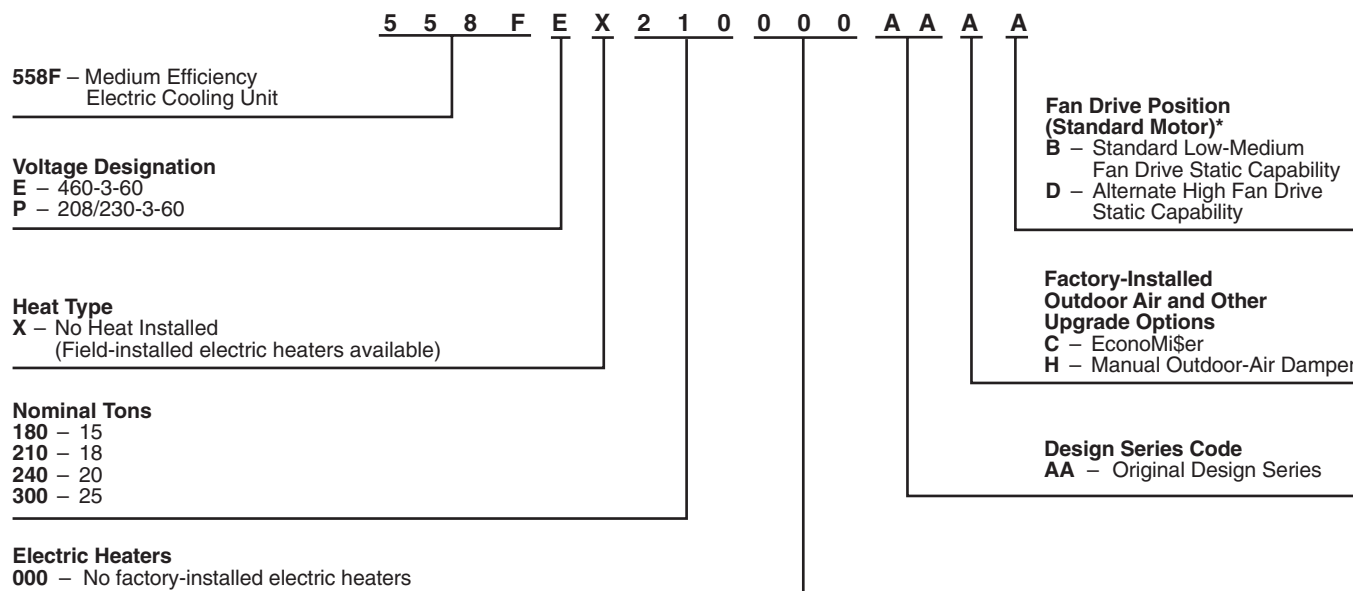 5 5 8 F E X 2 1 0 0 0 0 A A A A
558F – Medium Efficiency
Electric Cooling Unit
Voltage Designation
E – 460-3-60
P – 208/230-3-60
Heat Type
X – No Heat Installed
(Field-installed electric heaters available)
Nominal Tons
180 – 15
210 – 18
240 – 20
300 – 25
Electric Heaters
000 – No factory-installed electric heaters
Fan Drive Position
(Standard Motor)*
B – Standard Low-Medium
Fan Drive Static Capability
D – Alternate High Fan Drive
Static Capability
Factory-Installed
Outdoor Air and Other
Upgrade Options
C – EconoMi$er
H – Manual Outdoor-Air Damper
Design Series Code
AA – Original Design Series